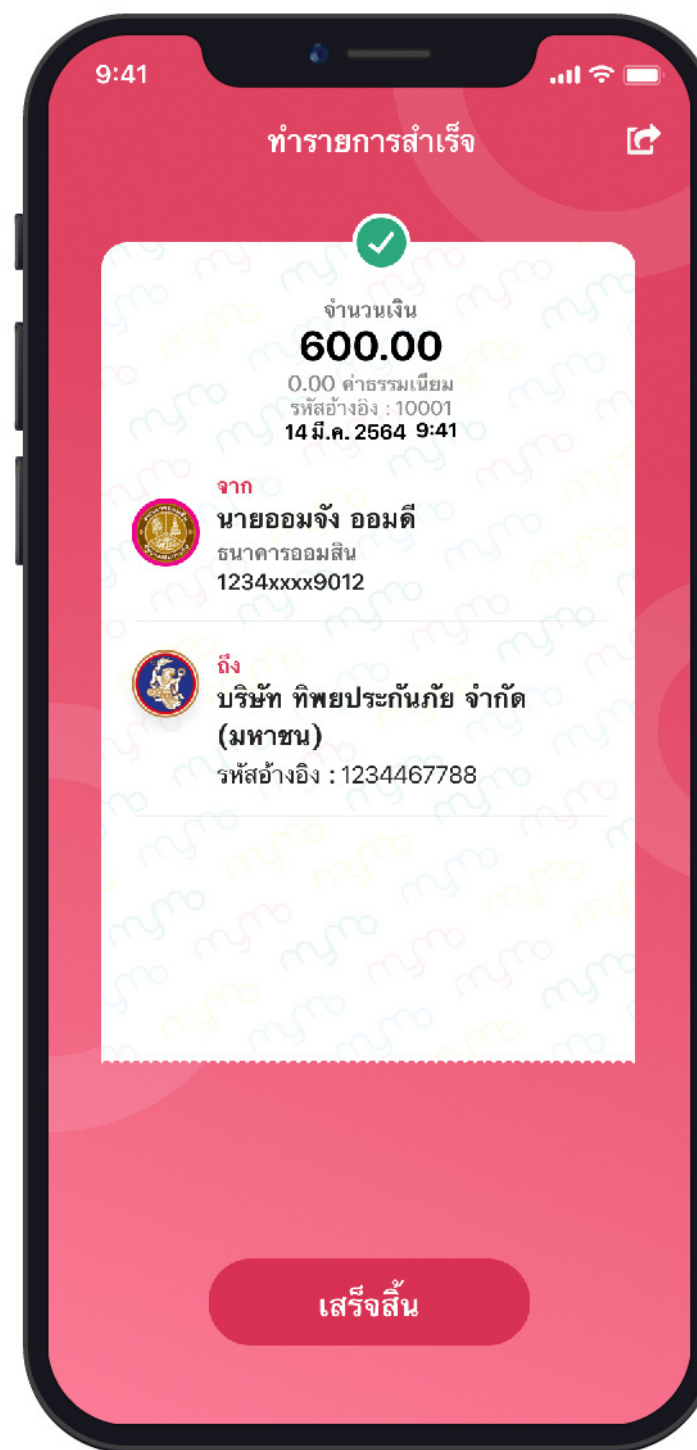 9:41
ทำรายการสำเร็จ
จำนวนเงิน
600.00
0.00 ค่าธรรมเนียม
รหัสอ้างอิง : 10001
14 มี.ค. 2564 9:41
จาก
นายออมจัง ออมดี
ธนาคารออมสิน
1234xxxx9012
ถึง
บริษัท ทิพยประกันภัย จำกัด
(มหาชน)
รหัสอ้างอิง : 1234467788
เสร็จสิ้น